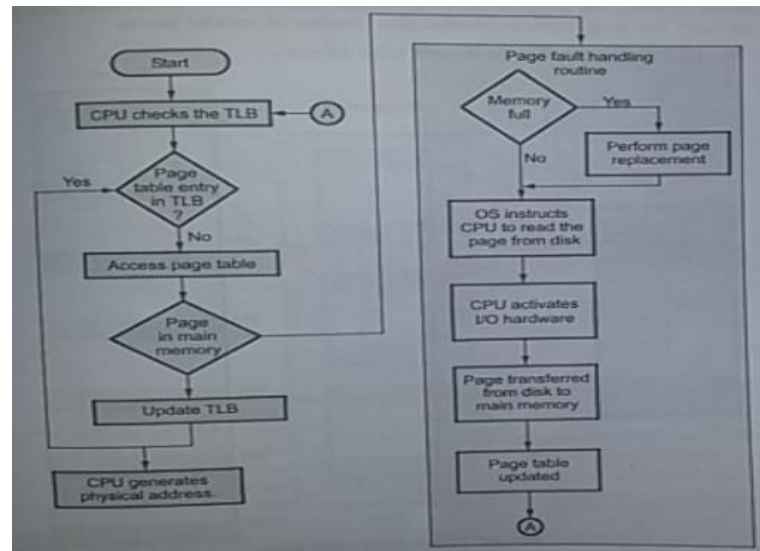 Start
CPU checks the TLB
A
Yes
Page
table entry
in TLB
?
No
Access page table
Page
in main
memory
Update TLB
CPU generates
physical address.
Page fault handling
routine
Memory
full
Yes
Perform page
replacement
No
OS instructs
CPU to read the
page from disk
CPU activates
I/O hardware
Page transferred
from disk to
main memory
Page table
updated
A